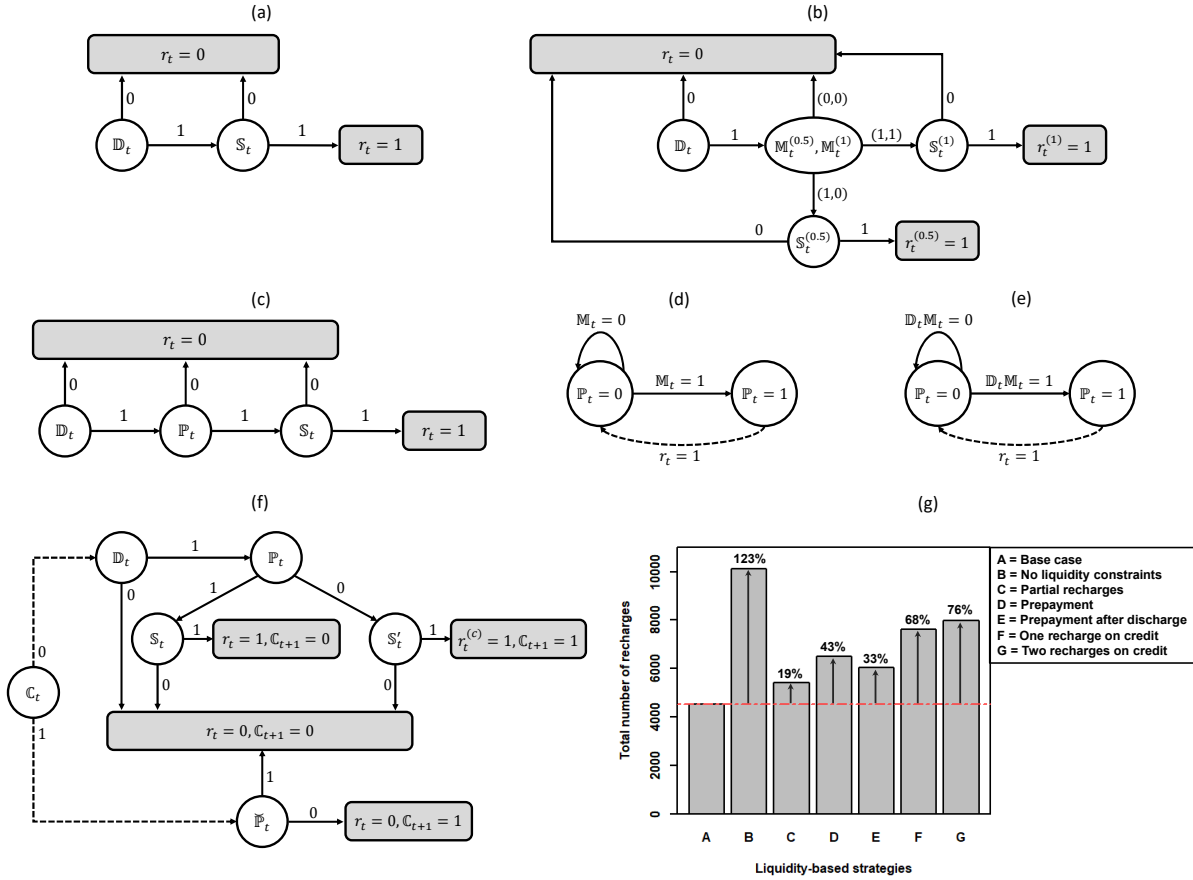 (a)
r_t = 0
0
0
𝔻_t
1
𝕊_t
1
r_t = 1
(b)
r_t = 0
0
(0,0)
0
𝔻_t
1
𝕄_t^(0.5), 𝕄_t^(1)
(1,1)
𝕊_t^(1)
1
r_t^(1) = 1
(1,0)
0
𝕊_t^(0.5)
1
r_t^(0.5) = 1
(c)
r_t = 0
0
0
0
𝔻_t
1
ℙ_t
1
𝕊_t
1
r_t = 1
(d)
𝕄_t = 0
ℙ_t = 0
𝕄_t = 1
ℙ_t = 1
r_t = 1
(e)
𝔻_t𝕄_t = 0
ℙ_t = 0
𝔻_t𝕄_t = 1
ℙ_t = 1
r_t = 1
(f)
𝔻_t
1
ℙ_t
0
1
0
𝕊_t
1
r_t = 1, ℂ_{t+1} = 0
𝕊′_t
1
r_t^(c) = 1, ℂ_{t+1} = 1
0
0
0
ℂ_t
1
r_t = 0, ℂ_{t+1} = 0
1
ℙ̌_t
0
r_t = 0, ℂ_{t+1} = 1
(g)
Total number of recharges
10000
8000
6000
4000
2000
0
123%
19%
43%
33%
68%
76%
A B C D E F G
Liquidity-based strategies
A = Base case
B = No liquidity constraints
C = Partial recharges
D = Prepayment
E = Prepayment after discharge
F = One recharge on credit
G = Two recharges on credit